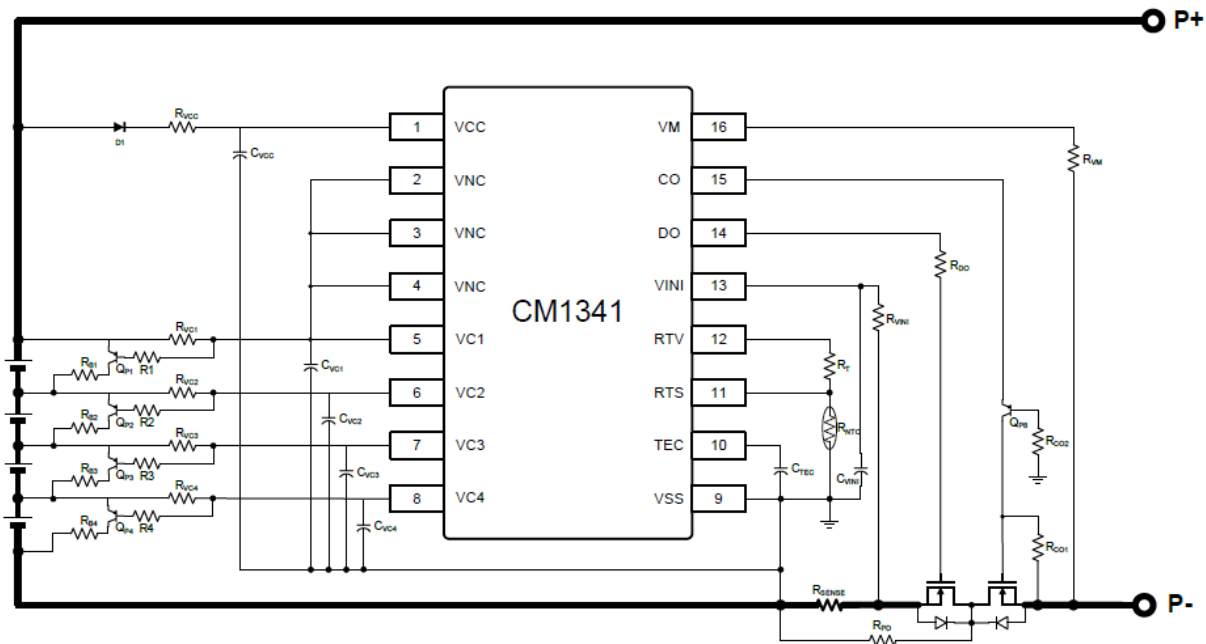 P+
RVCC
D1
CVCC
1 VCC
VM 16
RVM
2 VNC
CO 15
3 VNC
DO 14
RDO
4 VNC
VINI 13
CM1341
RVINI
RVC1
5 VC1
RTV 12
RB1
QP1
R1
CVC1
RT
RVC2
6 VC2
RTS 11
RB2
QP2
R2
CVC2
RNTC
QP8
RCO2
RVC3
7 VC3
TEC 10
RB3
QP3
R3
CVC3
CTEC
CVINI
RVC4
8 VC4
VSS 9
RB4
QP4
R4
CVC4
RCO1
RSENSE
P-
RPD